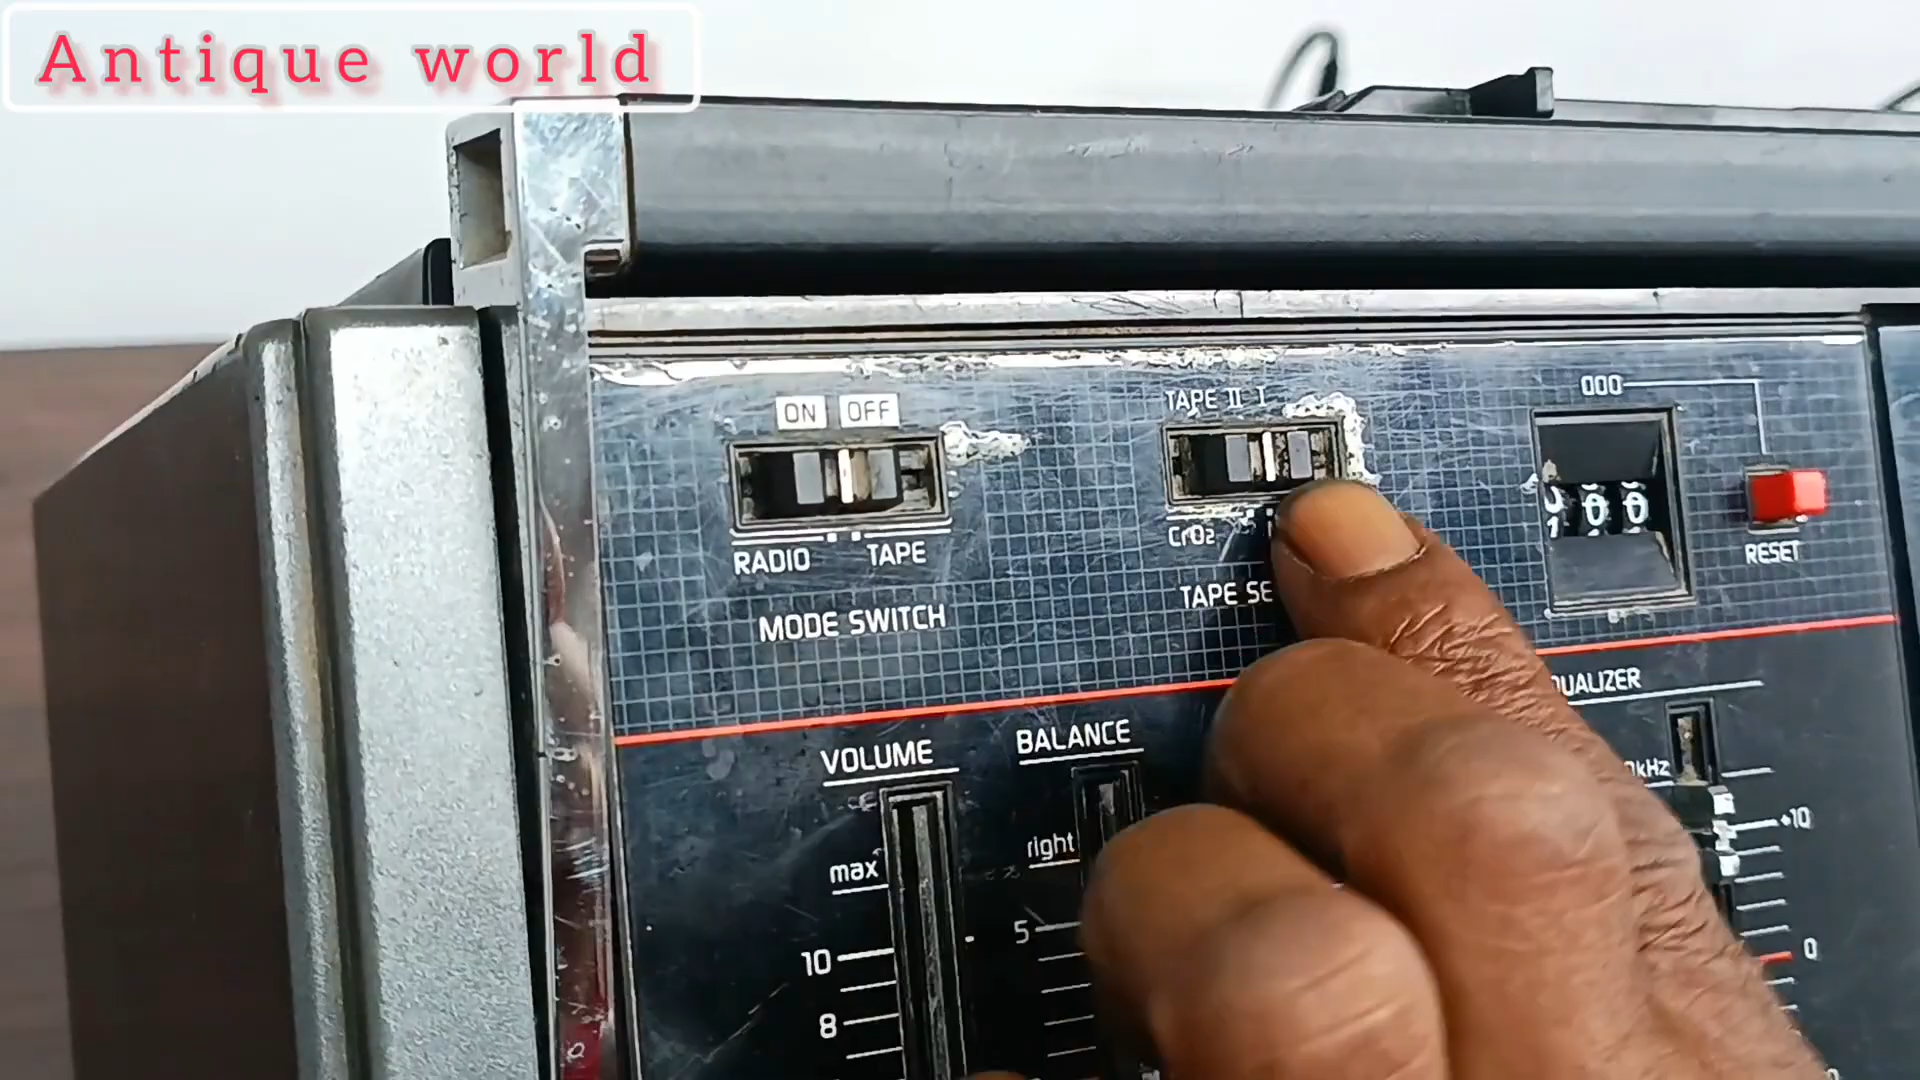 Antique world
ON OFF
TAPE II I
000
RADIO TAPE
CrO₂
RESET
MODE SWITCH
TAPE
VOLUME
BALANCE
max
right
+10
10
5
0
8